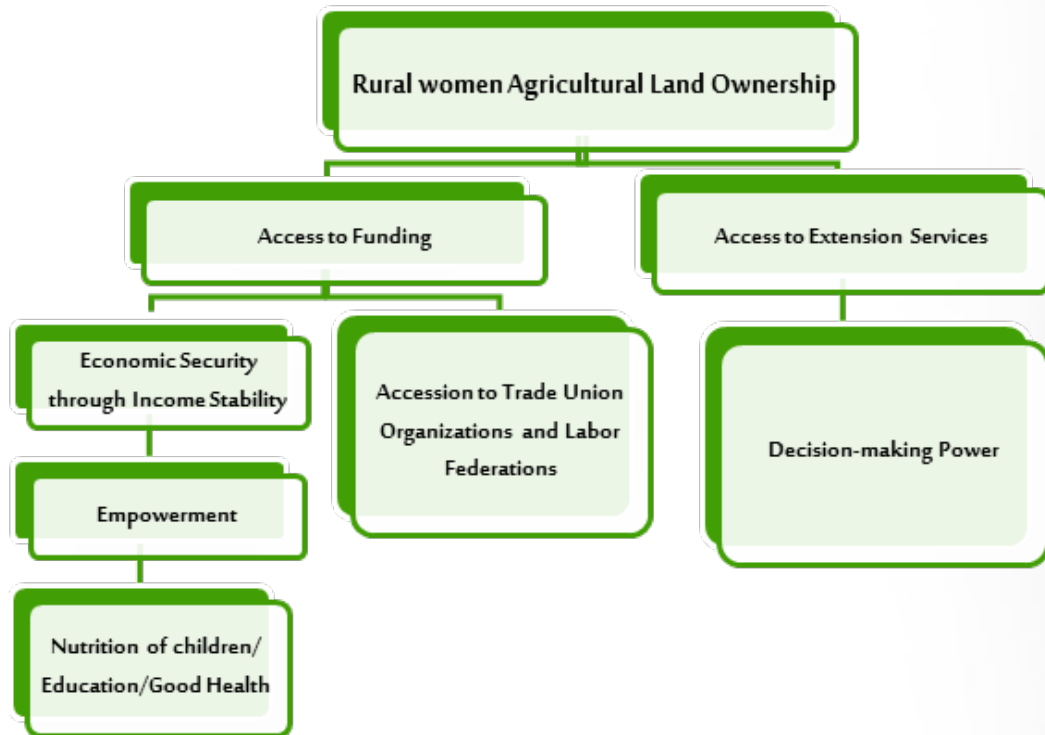 Rural women Agricultural Land Ownership
Access to Funding
Access to Extension Services
Economic Security
through Income Stability
Accession to Trade Union
Organizations and Labor
Federations
Decision-making Power
Empowerment
Nutrition of children/
Education/Good Health